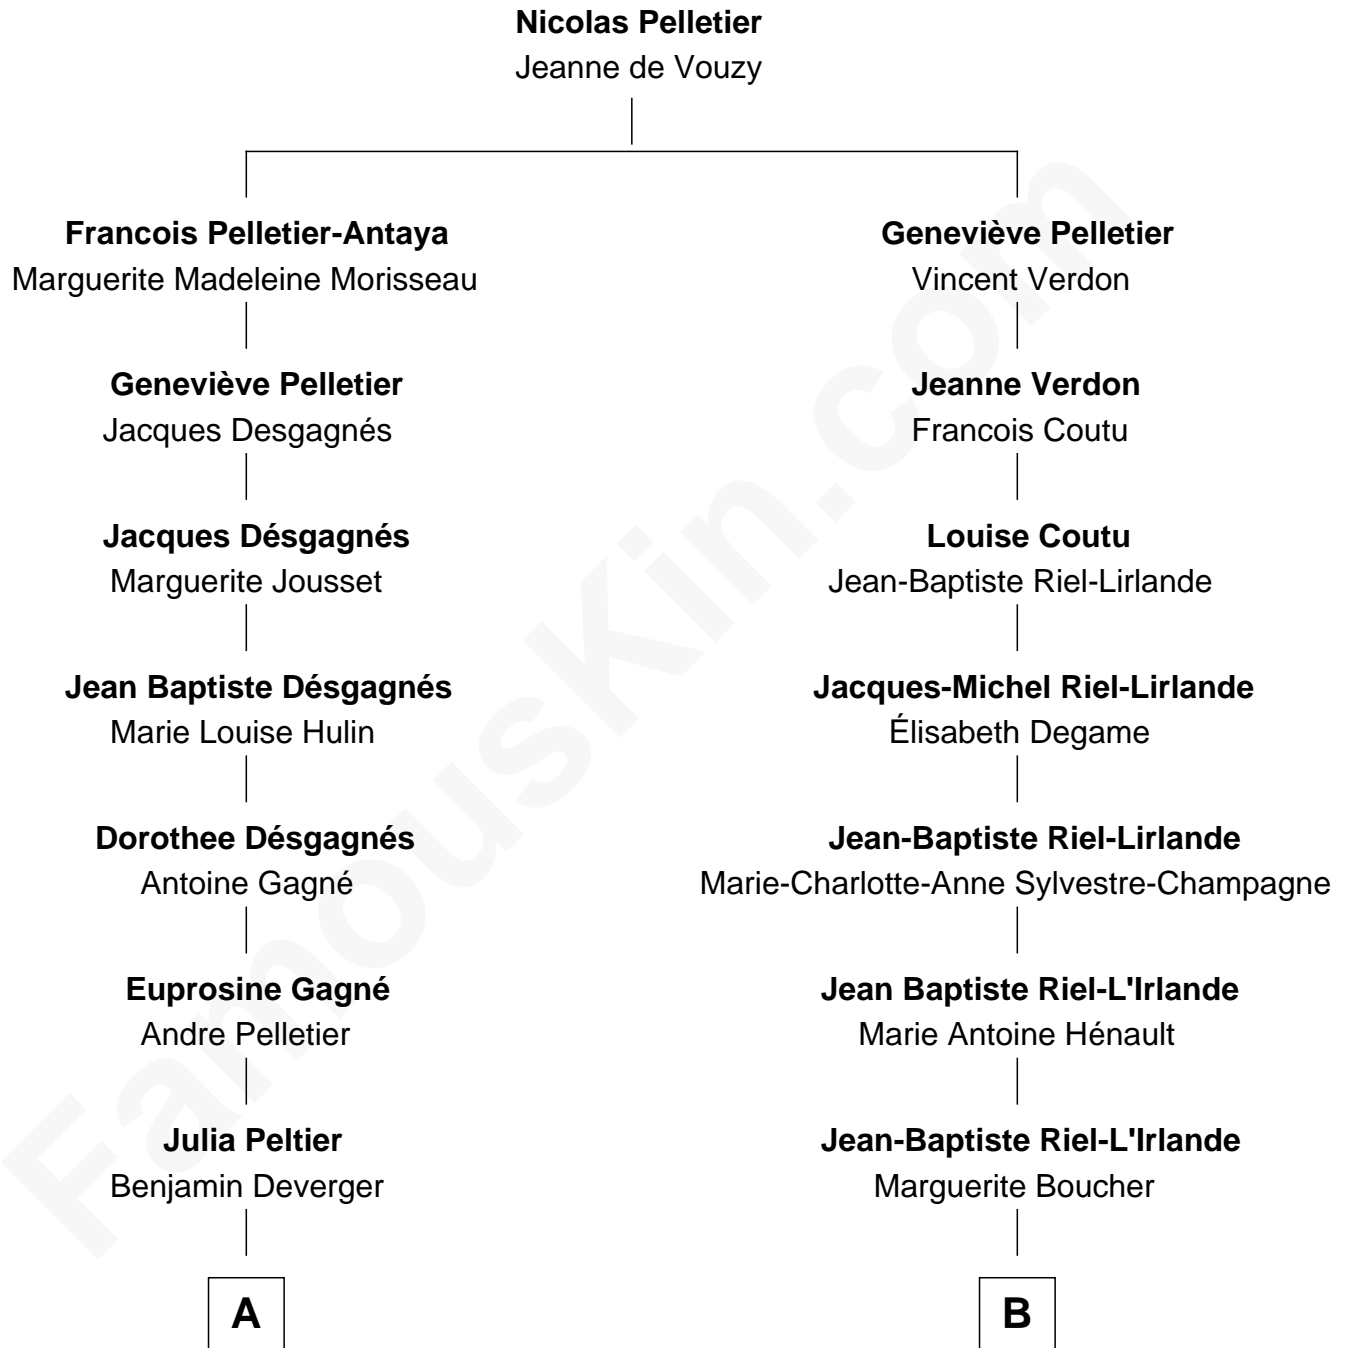 Nicolas Pelletier
Jeanne de Vouzy
Francois Pelletier-Antaya
Marguerite Madeleine Morisseau
Geneviève Pelletier
Jacques Desgagnés
Jacques Désgagnés
Marguerite Jousset
Jean Baptiste Désgagnés
Marie Louise Hulin
Dorothee Désgagnés
Antoine Gagné
Euprosine Gagné
Andre Pelletier
Julia Peltier
Benjamin Deverger
A
Geneviève Pelletier
Vincent Verdon
Jeanne Verdon
Francois Coutu
Louise Coutu
Jean-Baptiste Riel-Lirlande
Jacques-Michel Riel-Lirlande
Élisabeth Degame
Jean-Baptiste Riel-Lirlande
Marie-Charlotte-Anne Sylvestre-Champagne
Jean Baptiste Riel-L'Irlande
Marie Antoine Hénault
Jean-Baptiste Riel-L'Irlande
Marguerite Boucher
B
FamousKin.com